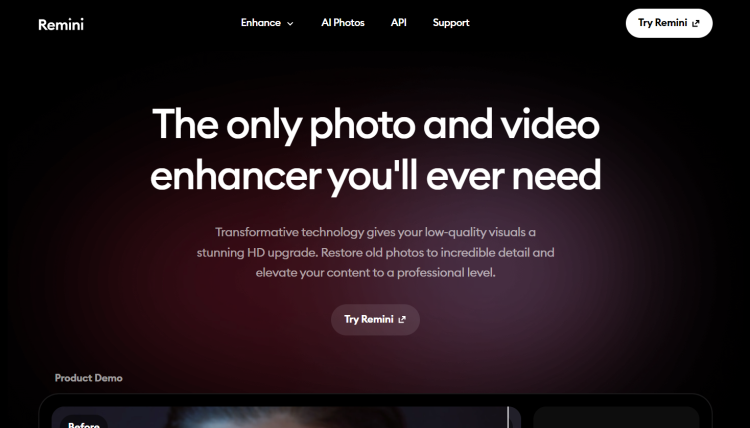 Remini
Enhance
AI Photos
API
Support
Try Remini
The only photo and video
enhancer you'll ever need
Transformative technology gives your low-quality visuals a
stunning HD upgrade. Restore old photos to incredible detail and
elevate your content to a professional level.
Try Remini
Product Demo
Before